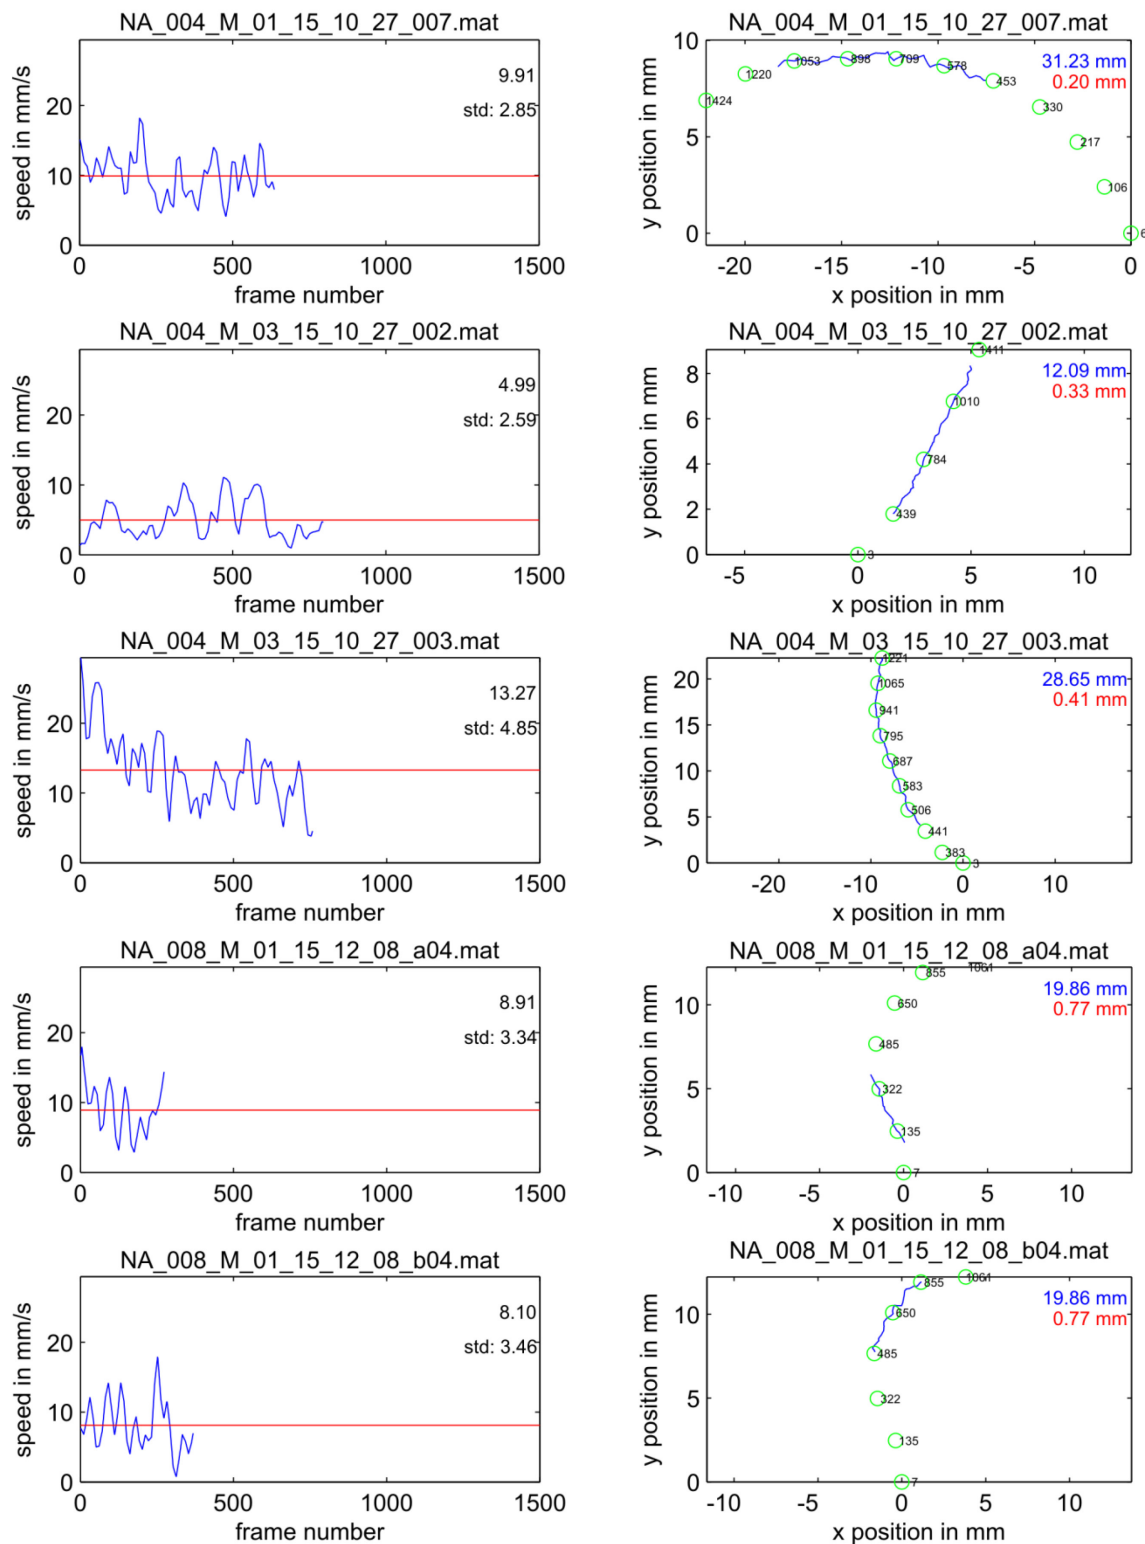 NA_004_M_01_15_10_27_007.mat
speed in mm/s
20
10
0
9.91
std: 2.85
0
500
1000
1500
frame number
NA_004_M_01_15_10_27_007.mat
y position in mm
10
5
0
31.23 mm
0.20 mm
1424
1220
1053
898
709
578
453
330
217
106
6
-20
-15
-10
-5
0
x position in mm
NA_004_M_03_15_10_27_002.mat
speed in mm/s
20
10
0
4.99
std: 2.59
0
500
1000
1500
frame number
NA_004_M_03_15_10_27_002.mat
y position in mm
8
6
4
2
0
12.09 mm
0.33 mm
1411
1010
784
439
3
-5
0
5
10
x position in mm
NA_004_M_03_15_10_27_003.mat
speed in mm/s
20
10
0
13.27
std: 4.85
0
500
1000
1500
frame number
NA_004_M_03_15_10_27_003.mat
y position in mm
20
15
10
5
0
28.65 mm
0.41 mm
1221
1065
941
795
687
583
506
441
383
3
-20
-10
0
10
x position in mm
NA_008_M_01_15_12_08_a04.mat
speed in mm/s
20
10
0
8.91
std: 3.34
0
500
1000
1500
frame number
NA_008_M_01_15_12_08_a04.mat
y position in mm
10
5
0
19.86 mm
0.77 mm
1061
855
650
485
322
135
7
-10
-5
0
5
10
x position in mm
NA_008_M_01_15_12_08_b04.mat
speed in mm/s
20
10
0
8.10
std: 3.46
0
500
1000
1500
frame number
NA_008_M_01_15_12_08_b04.mat
y position in mm
10
5
0
19.86 mm
0.77 mm
1061
855
650
485
322
135
7
-10
-5
0
5
10
x position in mm